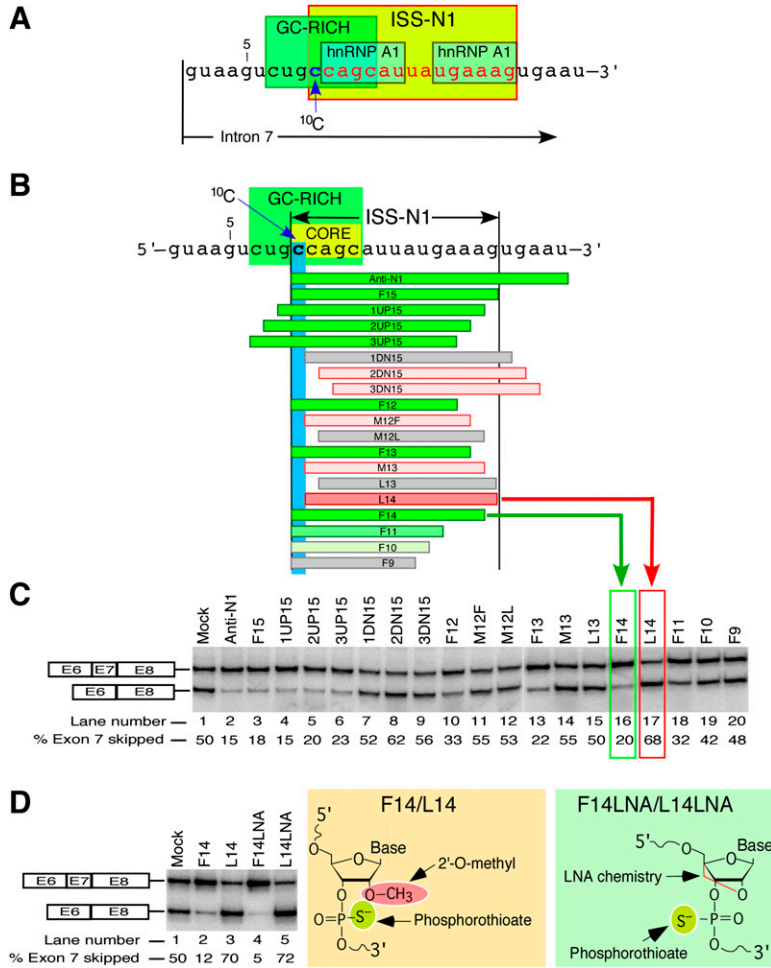 A
ISS-N1
GC-RICH
5
hnRNP A1 hnRNP A1
guaagucugccagcauuaugaaagugaau–3'
10C
Intron 7
B
10C
GC-RICH
ISS-N1
5
CORE
5'–guaagucugccagcauuaugaaagugaau–3'
Anti-N1
F15
1UP15
2UP15
3UP15
1DN15
2DN15
3DN15
F12
M12F
M12L
F13
M13
L13
L14
F14
F11
F10
F9
C
Mock Anti-N1 F15 1UP15 2UP15 3UP15 1DN15 2DN15 3DN15 F12 M12F M12L F13 M13 L13 F14 L14 F11 F10 F9
E6 E7 E8
E6 E8
Lane number — 1 2 3 4 5 6 7 8 9 10 11 12 13 14 15 16 17 18 19 20
% Exon 7 skipped — 50 15 18 15 20 23 52 62 56 33 55 53 22 55 50 20 68 32 42 48
D
Mock F14 L14 F14LNA L14LNA
E6 E7 E8
E6 E8
Lane number — 1 2 3 4 5
% Exon 7 skipped — 50 12 70 5 72
F14/L14
5'
O
Base
O
2'-O-methyl
O O–CH3
O=P–S–
Phosphorothioate
O
3'
F14LNA/L14LNA
5'
O
Base
O
LNA chemistry
O O
S– –P=O
Phosphorothioate
O
3'